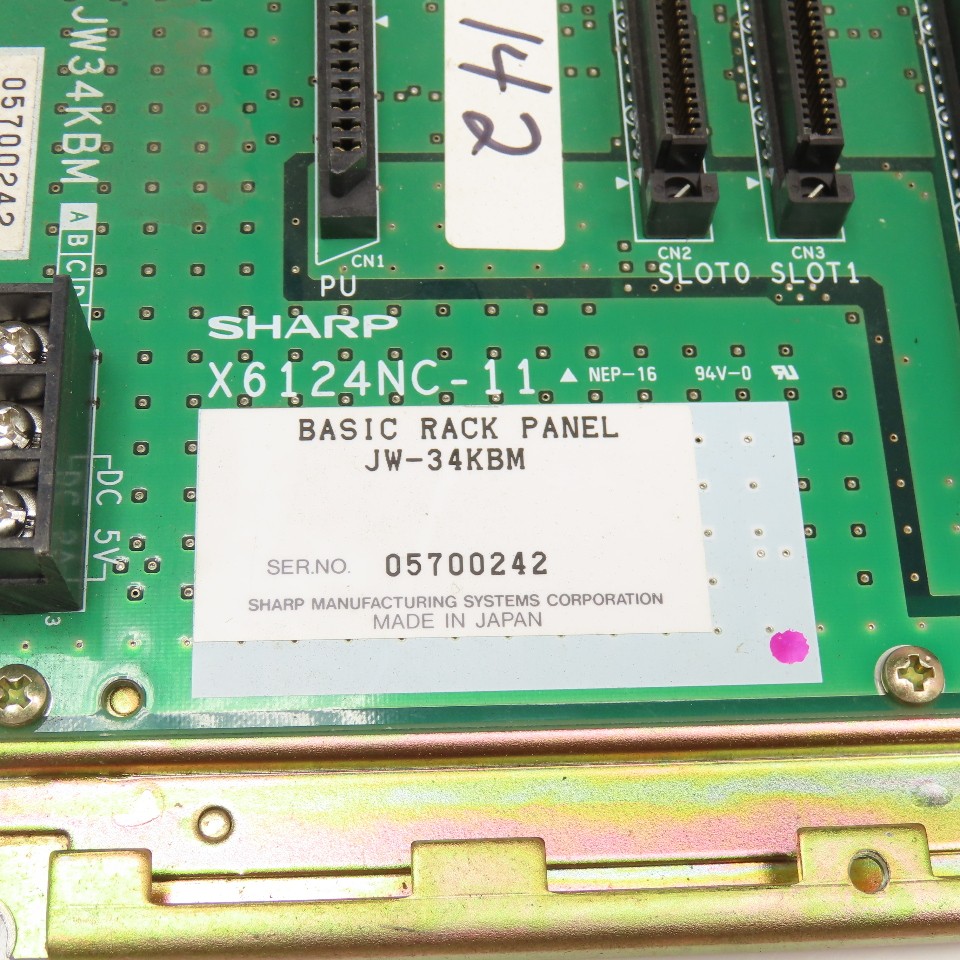 JW34KBM
A B C D
05700242
142
CN1
PU
CN2
SLOT0
CN3
SLOT1
SHARP
X6124NC-11
▲ NEP-16 94V-0
BASIC RACK PANEL
JW-34KBM
SER.NO. 05700242
SHARP MANUFACTURING SYSTEMS CORPORATION
MADE IN JAPAN
DC 5V
3